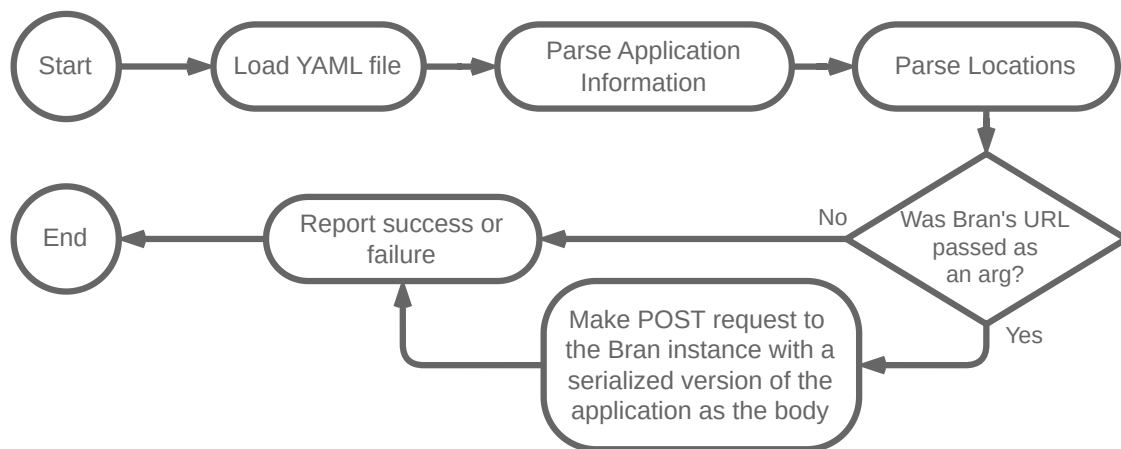 Start
Load YAML file
Parse Application
Information
Parse Locations
Was Bran's URL
passed as
an arg?
No
Yes
Report success or
failure
End
Make POST request to
the Bran instance with a
serialized version of the
application as the body